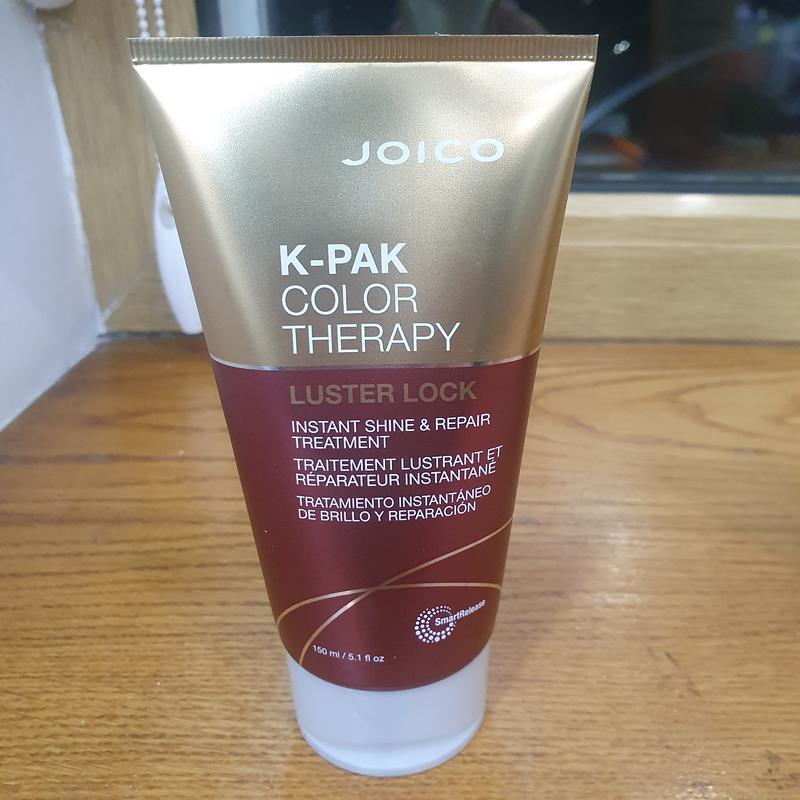 JOICO
K-PAK
COLOR
THERAPY
LUSTER LOCK
INSTANT SHINE & REPAIR
TREATMENT
TRAITEMENT LUSTRANT ET
RÉPARATEUR INSTANTANÉ
TRATAMIENTO INSTANTÁNEO
DE BRILLO Y REPARACIÓN
SmartRelease
150 ml / 5.1 fl oz